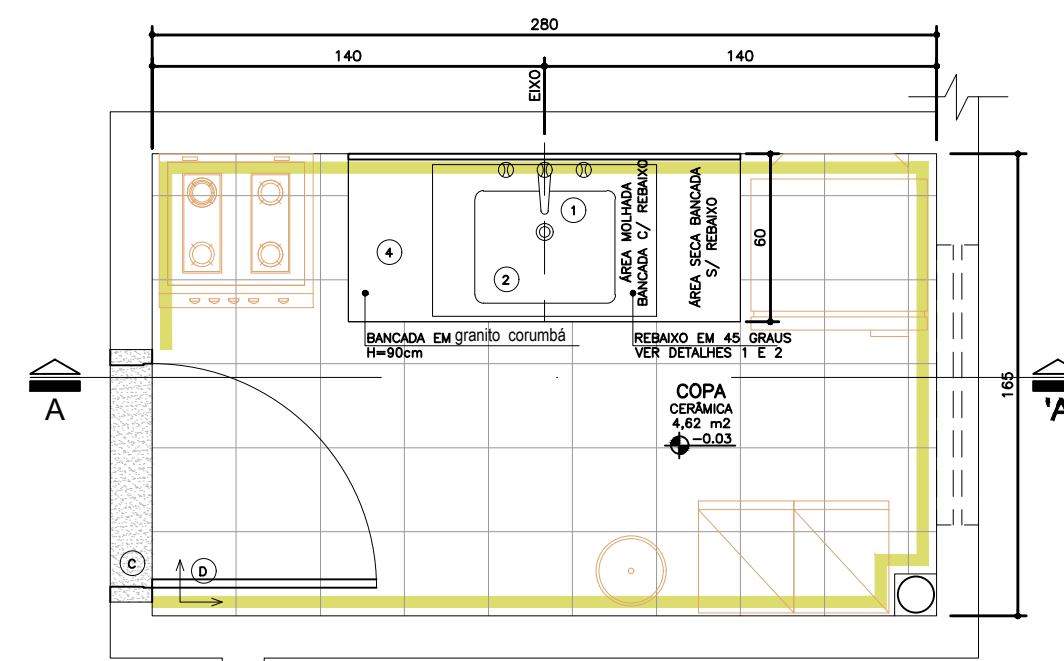 280
140
140
EIXO
ÁREA MOLHADA
BANCADA C/ REBAIXO
ÁREA SECA BANCADA
S/ REBAIXO
60
1
4
2
BANCADA EM granito corumbá
H=90cm
REBAIXO EM 45 GRAUS
VER DETALHES 1 E 2
A
165
'A
COPA
CERÂMICA
4,62 m2
-0.03
C
D